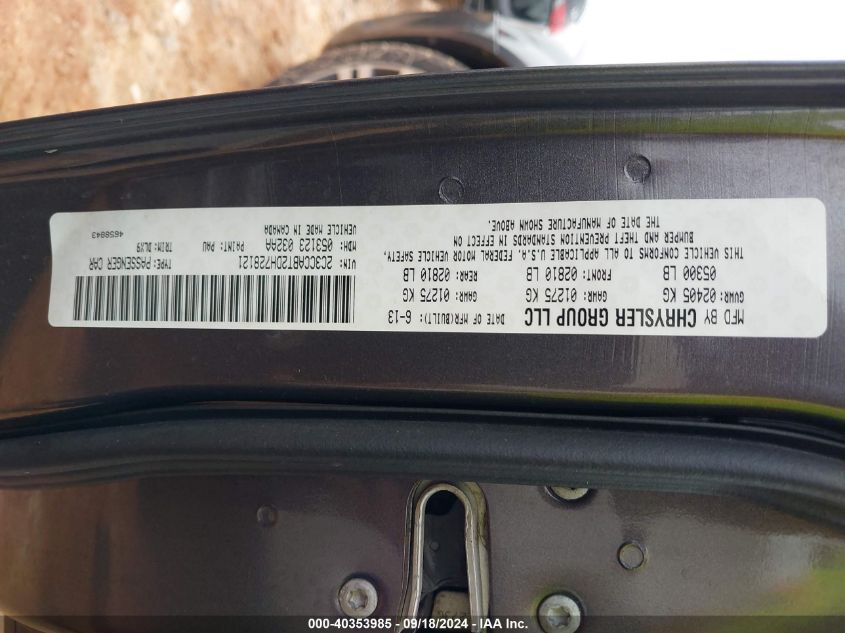 MFD BY CHRYSLER GROUP LLC DATE OF MFR(BUILT): 6-13
GVWR: 02405 KG GAWR: 01275 KG GAWR: 01275 KG
05300 LB FRONT: 02810 LB REAR: 02810 LB
THIS VEHICLE CONFORMS TO ALL APPLICABLE U.S.A. FEDERAL MOTOR VEHICLE SAFETY,
BUMPER AND THEFT PREVENTION STANDARDS IN EFFECT ON
THE DATE OF MANUFACTURE SHOWN ABOVE.
VIN: 2C3CCABT2DH728121 TYPE: PASSENGER CAR
MDH: 053123 032AA PAINT: PAU TRIM: DLX9
VEHICLE MADE IN CANADA 4658843
000-40353985 - 09/18/2024 - IAA Inc.